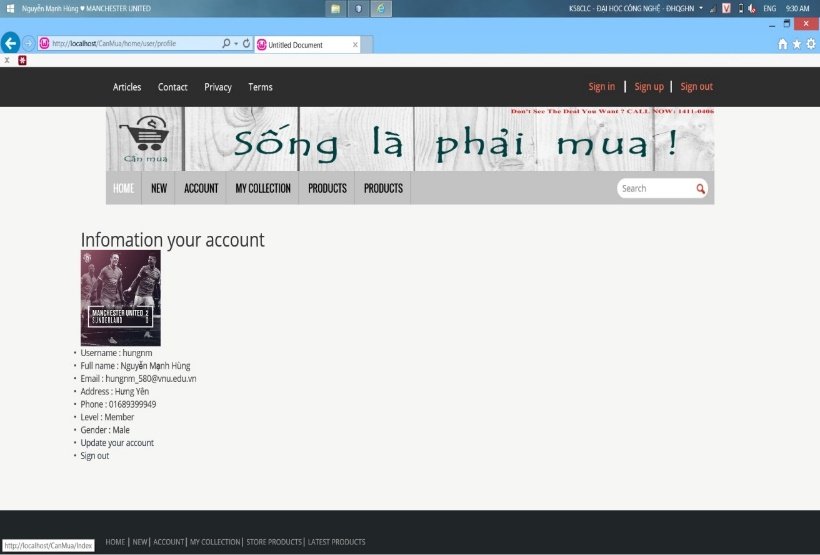 Nguyễn Mạnh Hùng ♥ MANCHESTER UNITED
K58CLC - ĐẠI HỌC CÔNG NGHỆ - ĐHQGHN
ENG 9:30 AM
http://localhost/CanMua/home/user/profile
Untitled Document
Articles Contact Privacy Terms
Sign in | Sign up | Sign out
Don't See The Deal You Want ? CALL NOW: 1411-0406
Sống là phải mua !
Cần mua
HOME NEW ACCOUNT MY COLLECTION PRODUCTS PRODUCTS
Search
Infomation your account
MANCHESTER UNITED
SUNDERLAND
• Username : hungnm
• Full name : Nguyễn Mạnh Hùng
• Email : hungnm_580@vnu.edu.vn
• Address : Hưng Yên
• Phone : 01689399949
• Level : Member
• Gender : Male
• Update your account
• Sign out
HOME | NEW | ACCOUNT | MY COLLECTION | STORE PRODUCTS | LATEST PRODUCTS
http://localhost/CanMua/Index